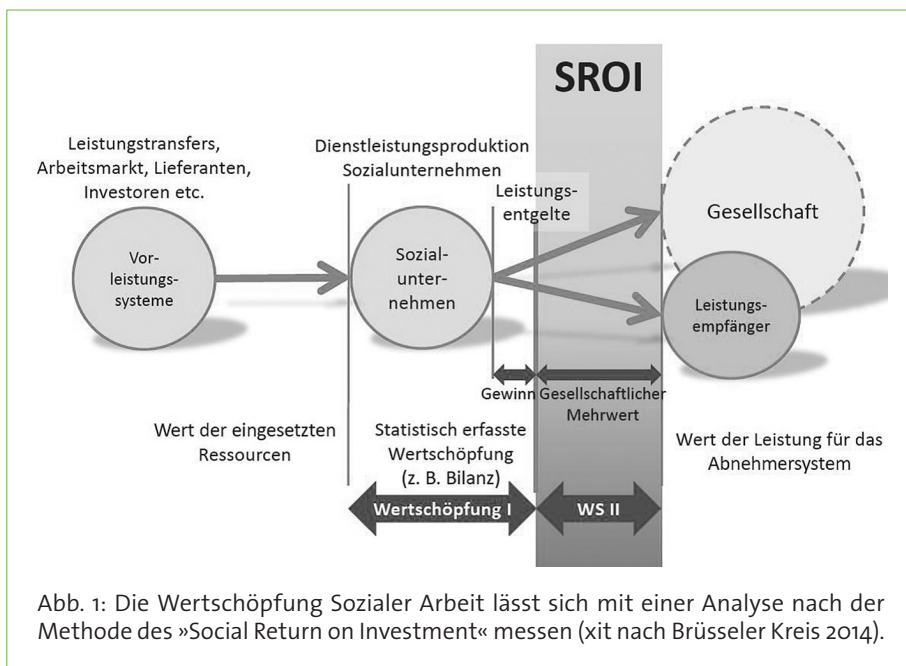 SROI
Leistungstransfers,
Arbeitsmarkt, Lieferanten,
Investoren etc.
Dienstleistungsproduktion
Sozialunternehmen
Leistungs-
entgelte
Vor-
leistungs-
systeme
Sozial-
unter-
nehmen
Gesellschaft
Leistungs-
empfänger
Gewinn
Gesellschaftlicher
Mehrwert
Wert der eingesetzten
Ressourcen
Statistisch erfasste
Wertschöpfung
(z. B. Bilanz)
Wert der Leistung für das
Abnehmersystem
Wertschöpfung I
WS II
Abb. 1: Die Wertschöpfung Sozialer Arbeit lässt sich mit einer Analyse nach der
Methode des »Social Return on Investment« messen (xit nach Brüsseler Kreis 2014).